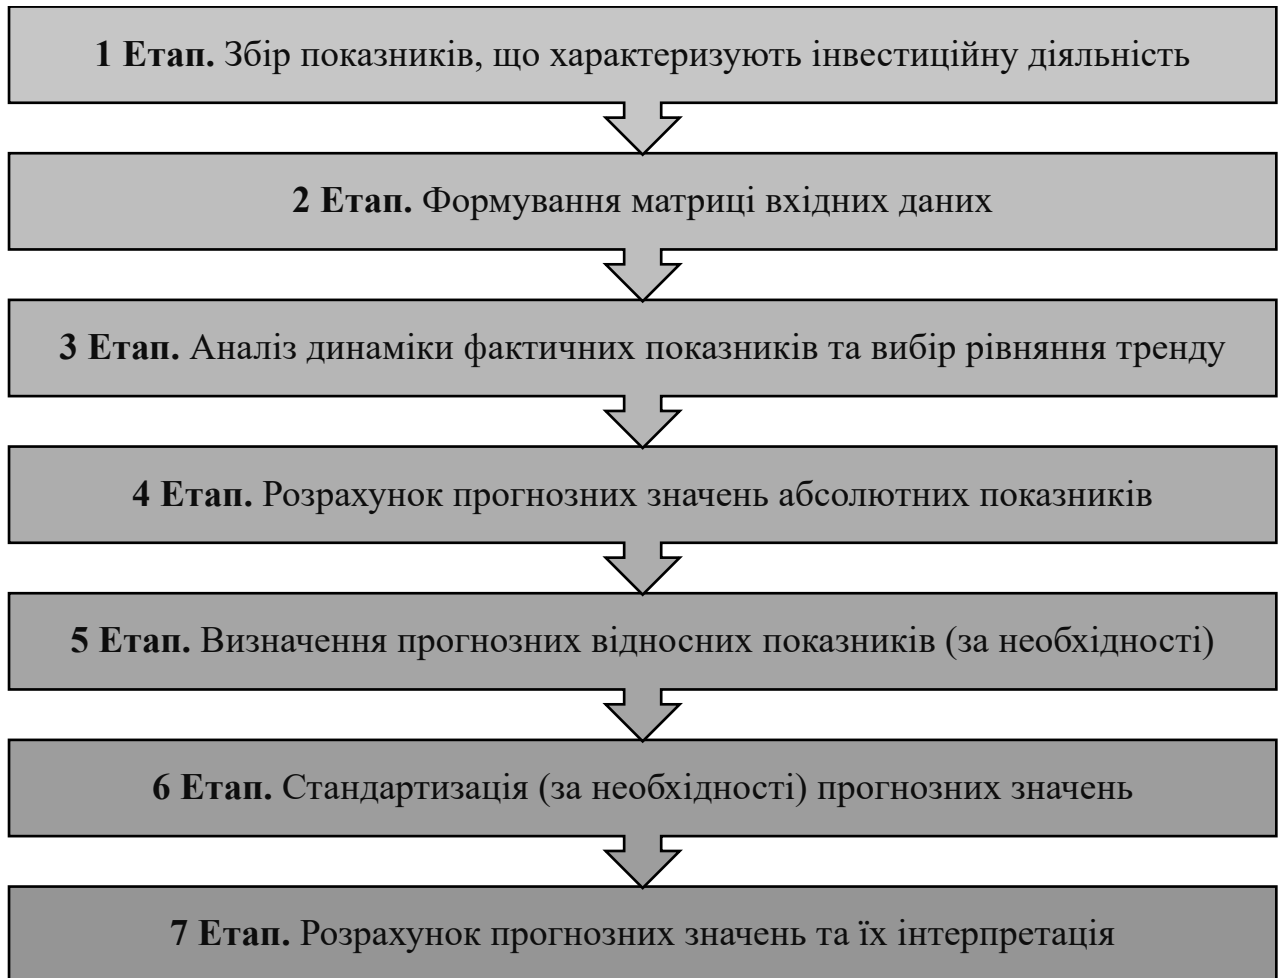 1 Етап. Збір показників, що характеризують інвестиційну діяльність
2 Етап. Формування матриці вхідних даних
3 Етап. Аналіз динаміки фактичних показників та вибір рівняння тренду
4 Етап. Розрахунок прогнозних значень абсолютних показників
5 Етап. Визначення прогнозних відносних показників (за необхідності)
6 Етап. Стандартизація (за необхідності) прогнозних значень
7 Етап. Розрахунок прогнозних значень та їх інтерпретація